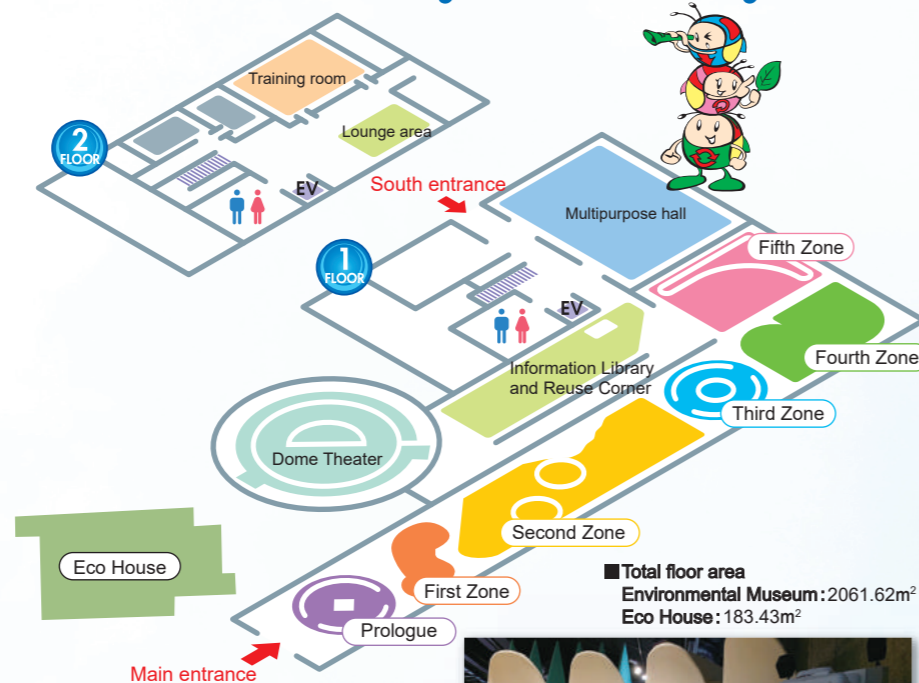 Training room
Lounge area
2
FLOOR
EV
South entrance
Multipurpose hall
1
FLOOR
Fifth Zone
EV
Fourth Zone
Information Library
and Reuse Corner
Third Zone
Dome Theater
Second Zone
Eco House
First Zone
Prologue
Main entrance
■Total floor area
Environmental Museum:2061.62m²
Eco House:183.43m²